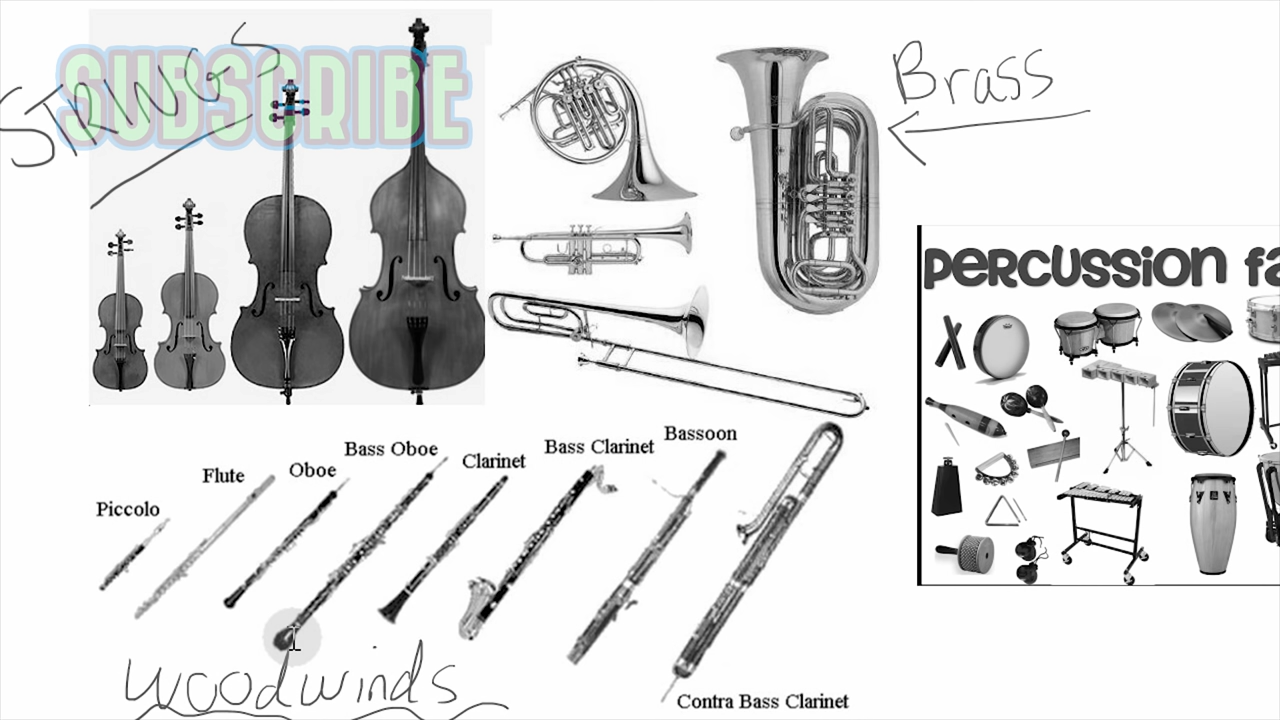 STRINGS
SUBSCRIBE
Brass
PERCUSSION FA
Bass Oboe
Clarinet
Bass Clarinet
Bassoon
Flute
Oboe
Piccolo
Woodwinds
Contra Bass Clarinet